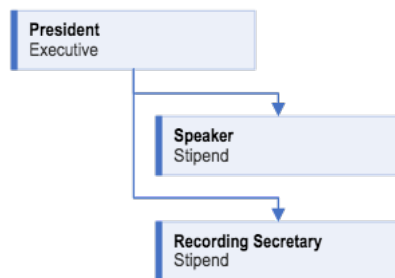 President
Executive
Speaker
Stipend
Recording Secretary
Stipend